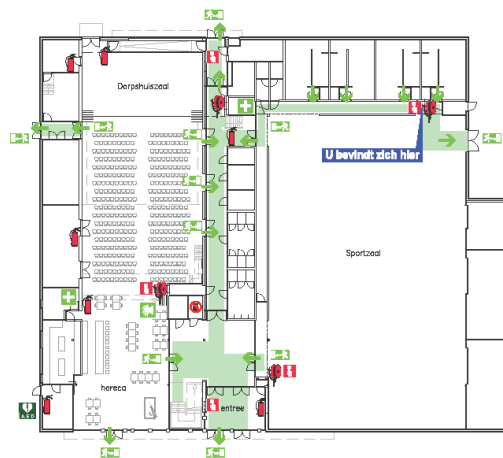 Dorpshuiszaal
U bevindt zich hier
Sportzaal
horeca
entree
AED